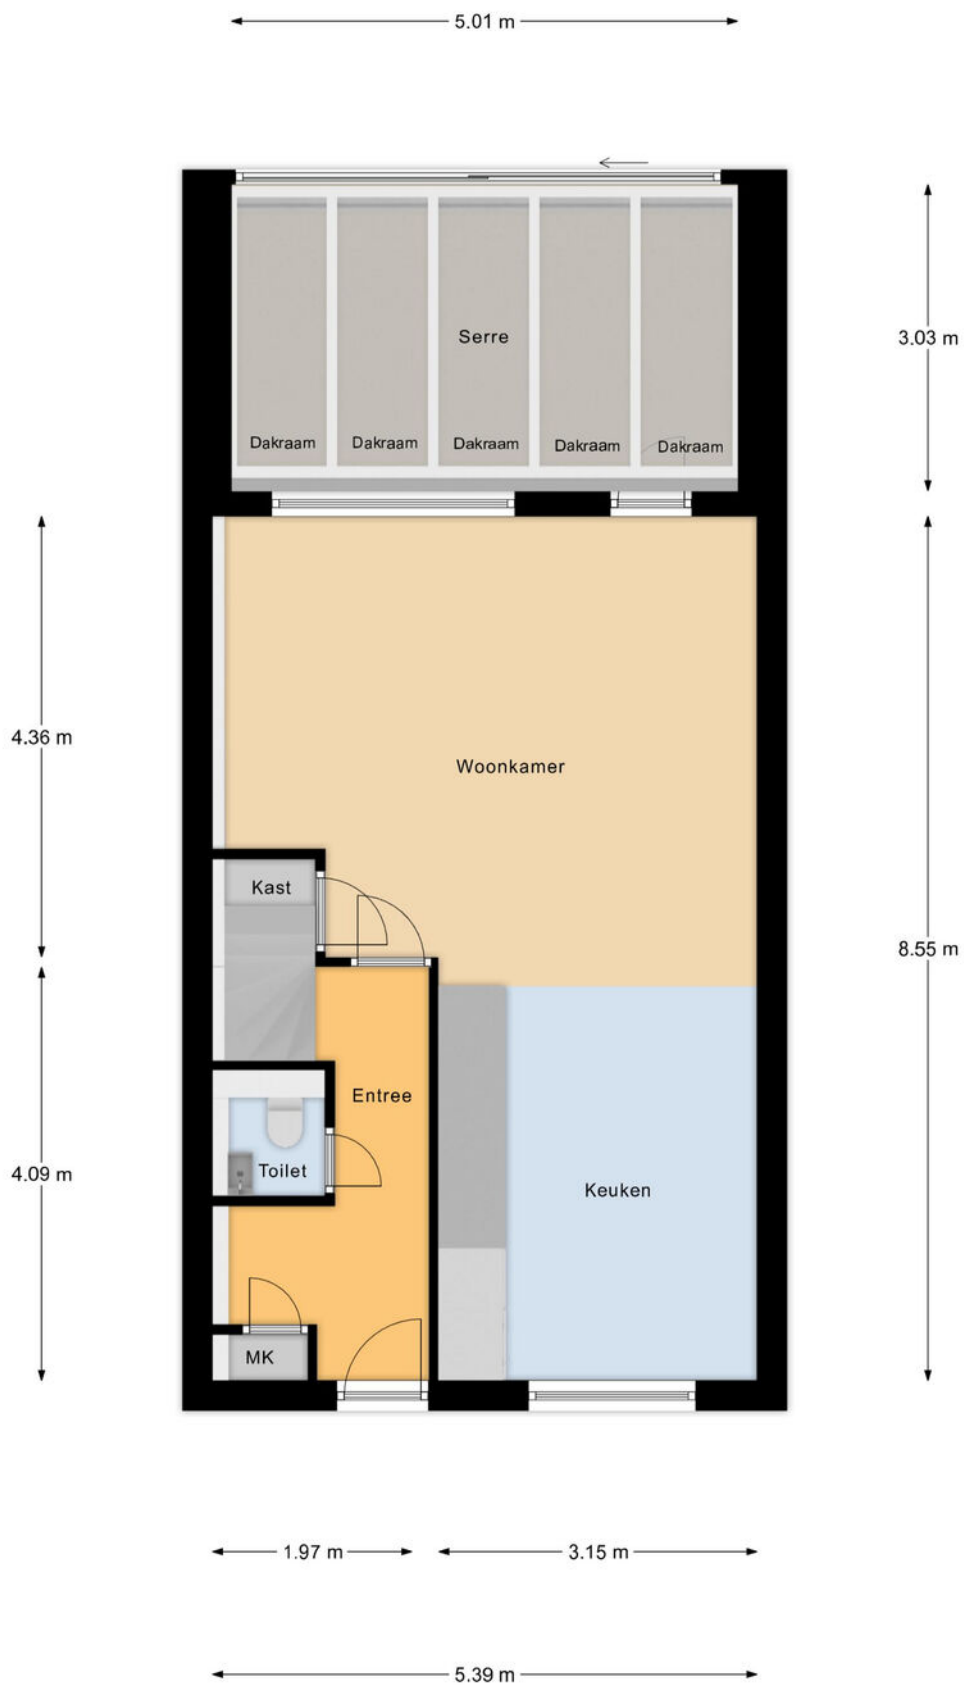 5.01 m
Serre
3.03 m
Dakraam
Dakraam
Dakraam
Dakraam
Dakraam
4.36 m
Woonkamer
Kast
8.55 m
Entree
4.09 m
Toilet
Keuken
MK
1.97 m
3.15 m
5.39 m